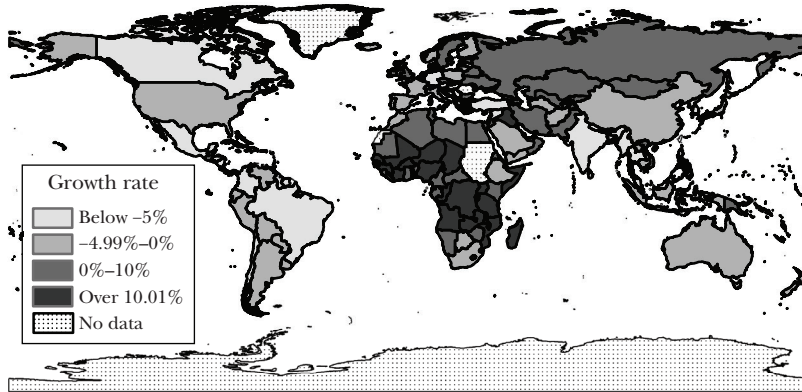 Growth rate
Below –5%
–4.99%–0%
0%–10%
Over 10.01%
No data